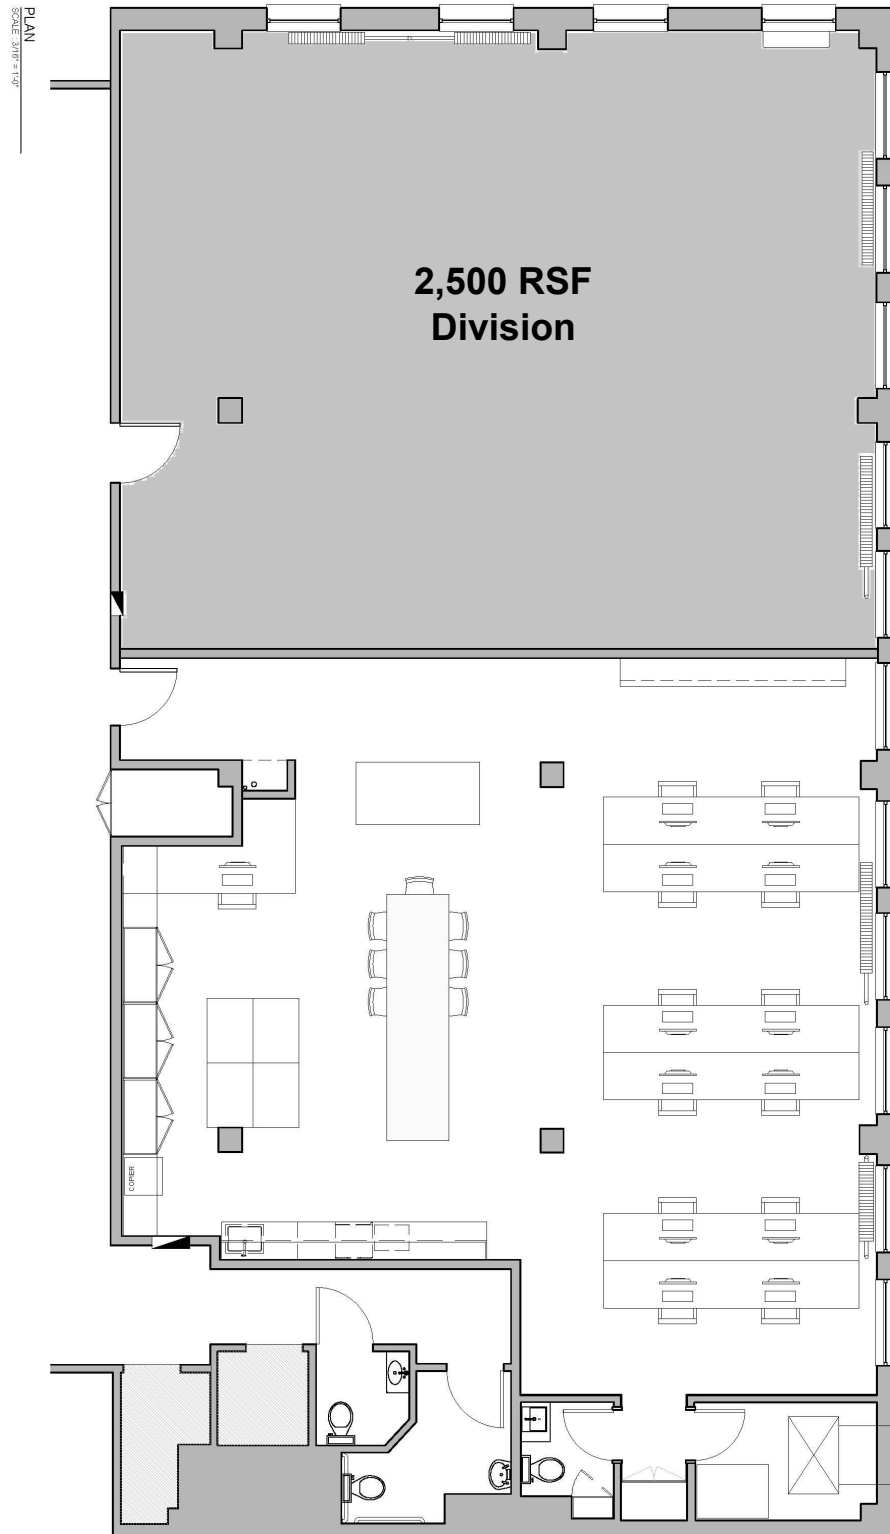 PLAN
SCALE : 3/16" = 1'-0"
2,500 RSF
Division
COPIER